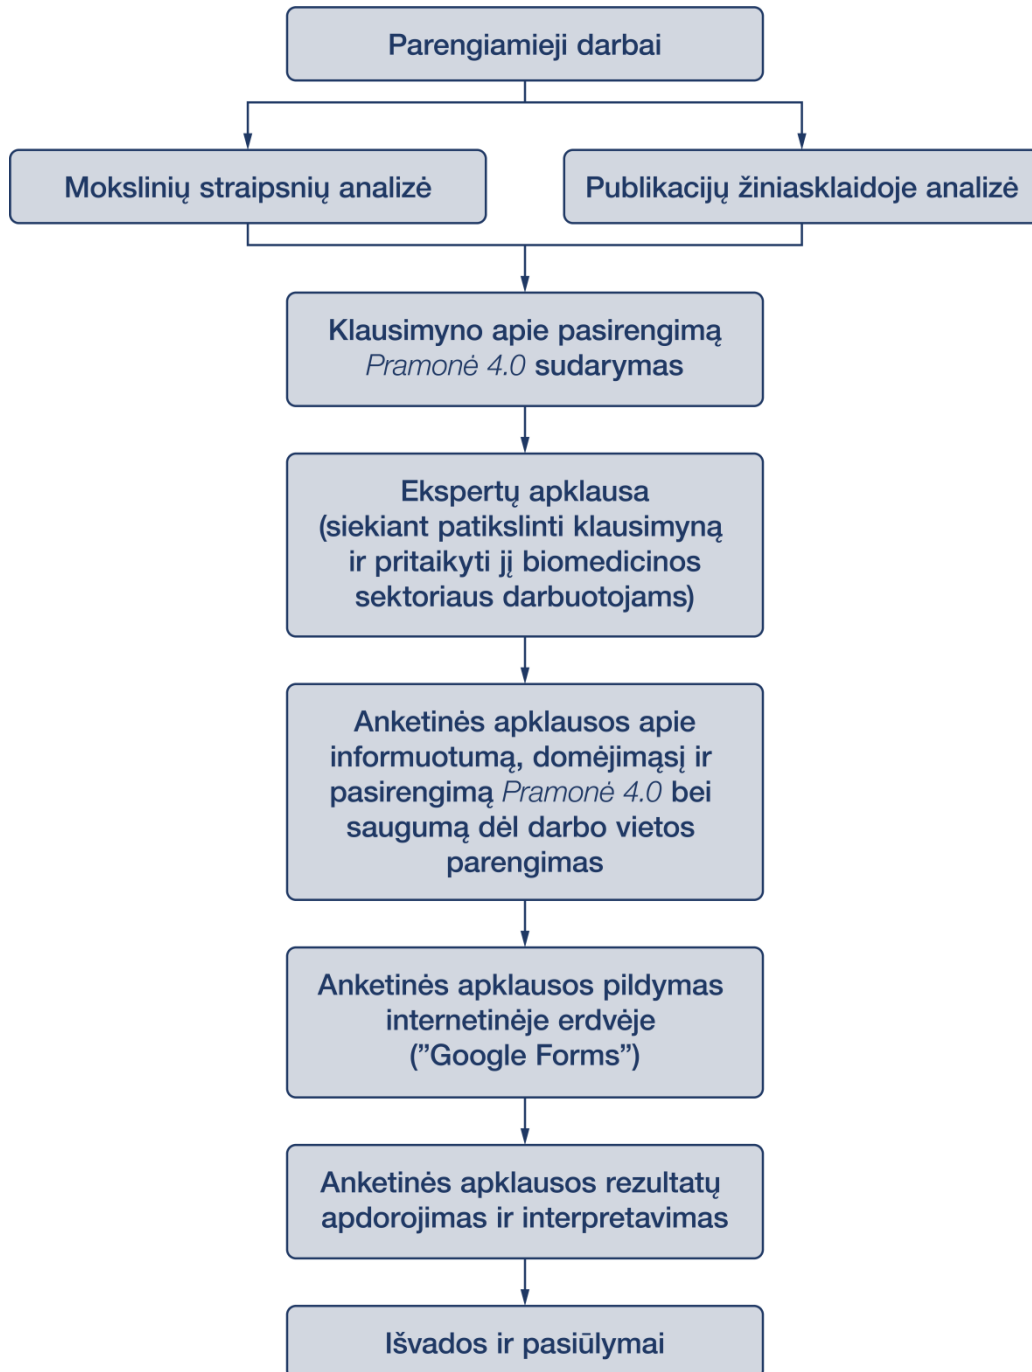 Parengiamieji darbai
Mokslinių straipsnių analizė
Publikacijų žiniasklaidoje analizė
Klausimyno apie pasirengimą
Pramonė 4.0 sudarymas
Ekspertų apklausa
(siekiant patikslinti klausimyną
ir pritaikyti jį biomedicinos
sektoriaus darbuotojams)
Anketinės apklausos apie
informuotumą, domėjimąsį ir
pasirengimą Pramonė 4.0 bei
saugumą dėl darbo vietos
parengimas
Anketinės apklausos pildymas
internetinėje erdvėje
(”Google Forms”)
Anketinės apklausos rezultatų
apdorojimas ir interpretavimas
Išvados ir pasiūlymai